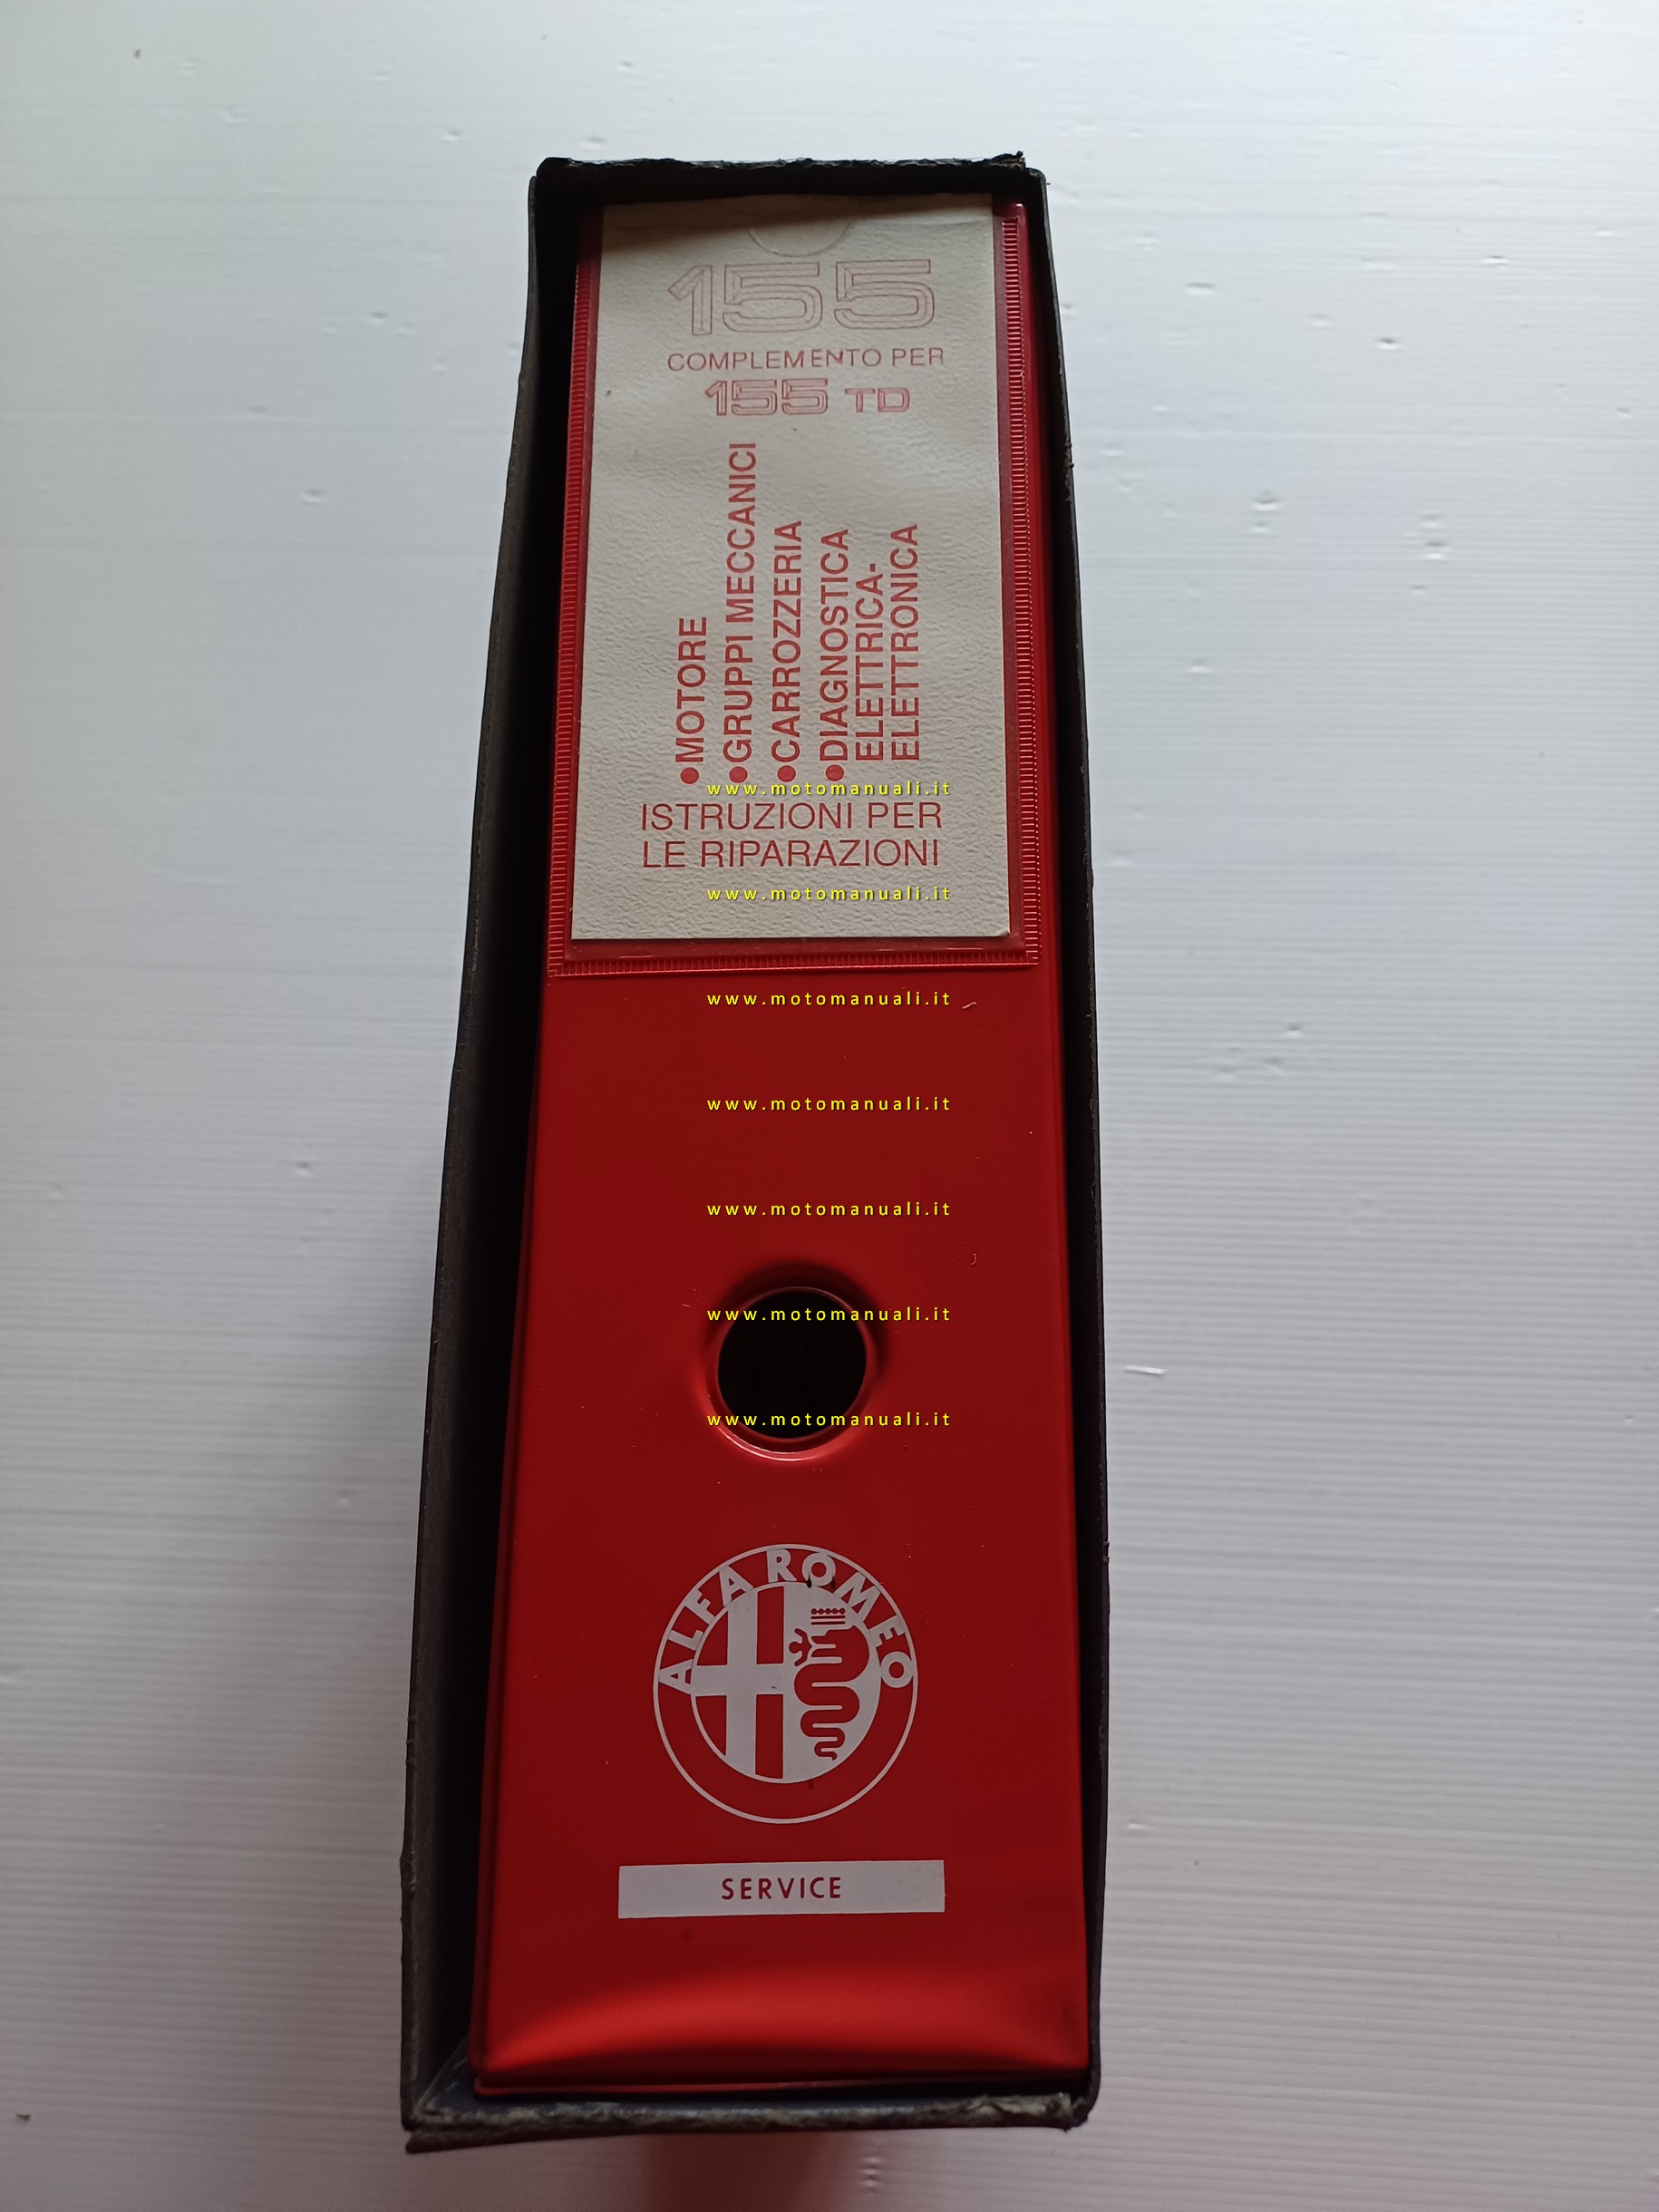 155
COMPLEMENTO PER
155 TD
•MOTORE
•GRUPPI MECCANICI
•CARROZZERIA
•DIAGNOSTICA
ELETTRICA-
ELETTRONICA
www.motomanuali.it
ISTRUZIONI PER
LE RIPARAZIONI
www.motomanuali.it
www.motomanuali.it
www.motomanuali.it
www.motomanuali.it
www.motomanuali.it
www.motomanuali.it
ALFA ROMEO
SERVICE